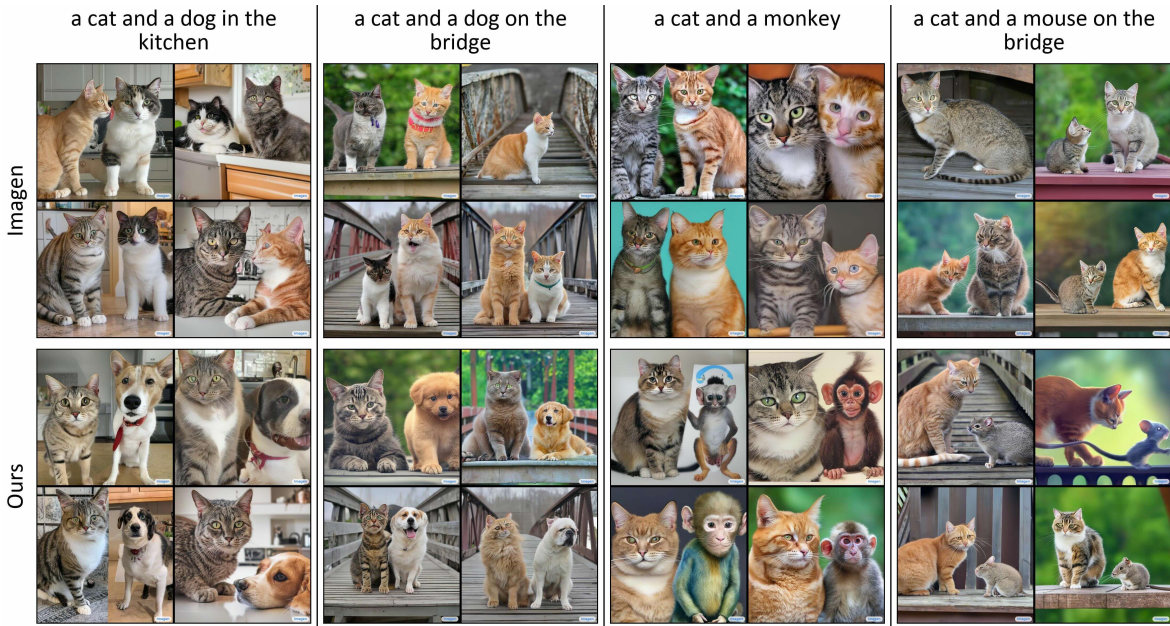 a cat and a dog in the
kitchen
a cat and a dog on the
bridge
a cat and a monkey
a cat and a mouse on the
bridge
Imagen
Ours